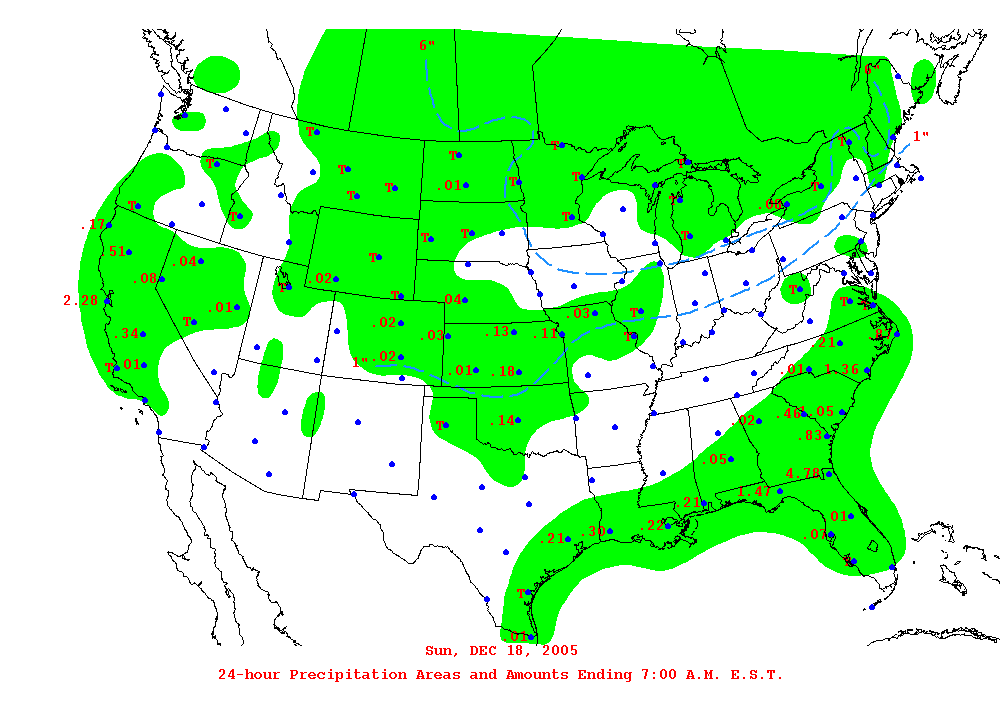 6"
6"
1"
T
T
T
T
T
T
.01
T
T
T
T
T
T
T
T
T
T
.06
.17
T
T
T
T
51
T
.04
.08
.02
T
T
2.28
.01
T
.04
.03
T
T
T
.02
.34
.03
.13
.11
T
.87
.21
1"
.02
T
.01
.01
.18
.01
1.36
T
.14
.02
.46
.05
.83
.05
4.78
1.47
.21
.01
.21
.30
.22
.07
T
.01
Sun, DEC 18, 2005
24-hour Precipitation Areas and Amounts Ending 7:00 A.M. E.S.T.